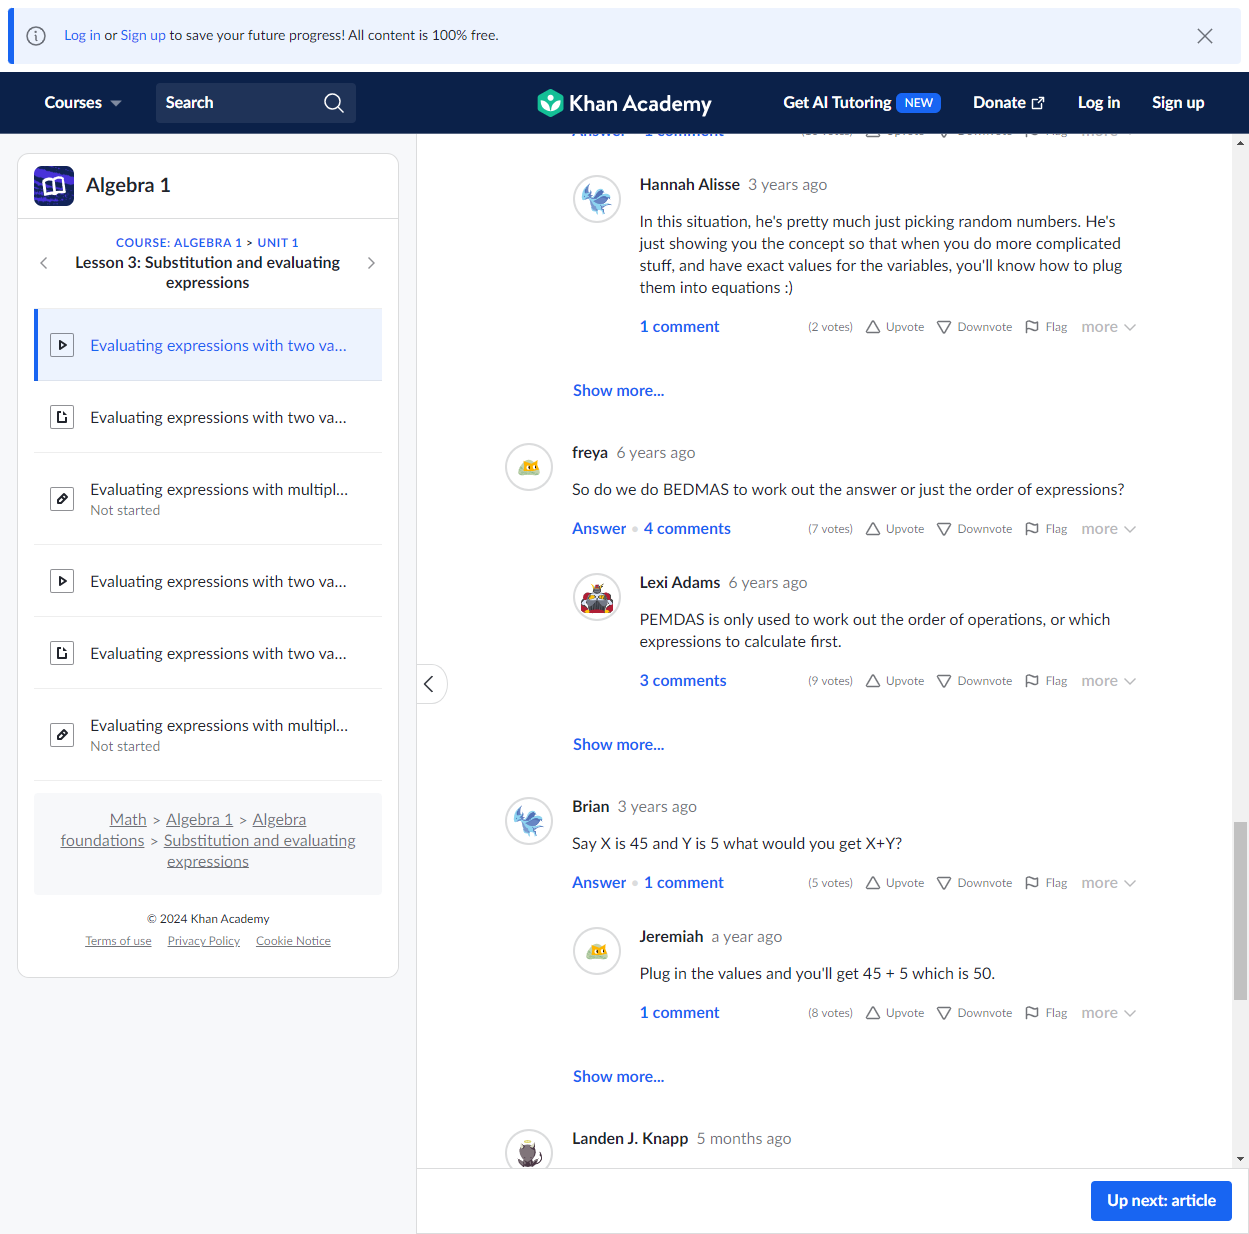 Log in or Sign up to save your future progress! All content is 100% free.
Courses
Search
Khan Academy
Get AI Tutoring NEW
Donate
Log in
Sign up
Algebra 1
COURSE: ALGEBRA 1 > UNIT 1
Lesson 3: Substitution and evaluating
expressions
Evaluating expressions with two va...
Evaluating expressions with two va...
Evaluating expressions with multipl...
Not started
Evaluating expressions with two va...
Evaluating expressions with two va...
Evaluating expressions with multipl...
Not started
Math > Algebra 1 > Algebra
foundations > Substitution and evaluating
expressions
© 2024 Khan Academy
Terms of use Privacy Policy Cookie Notice
Hannah Alisse 3 years ago
In this situation, he's pretty much just picking random numbers. He's
just showing you the concept so that when you do more complicated
stuff, and have exact values for the variables, you'll know how to plug
them into equations :)
1 comment (2 votes) Upvote Downvote Flag more
Show more...
freya 6 years ago
So do we do BEDMAS to work out the answer or just the order of expressions?
Answer • 4 comments (7 votes) Upvote Downvote Flag more
Lexi Adams 6 years ago
PEMDAS is only used to work out the order of operations, or which
expressions to calculate first.
3 comments (9 votes) Upvote Downvote Flag more
Show more...
Brian 3 years ago
Say X is 45 and Y is 5 what would you get X+Y?
Answer • 1 comment (5 votes) Upvote Downvote Flag more
Jeremiah a year ago
Plug in the values and you'll get 45 + 5 which is 50.
1 comment (8 votes) Upvote Downvote Flag more
Show more...
Landen J. Knapp 5 months ago
Up next: article